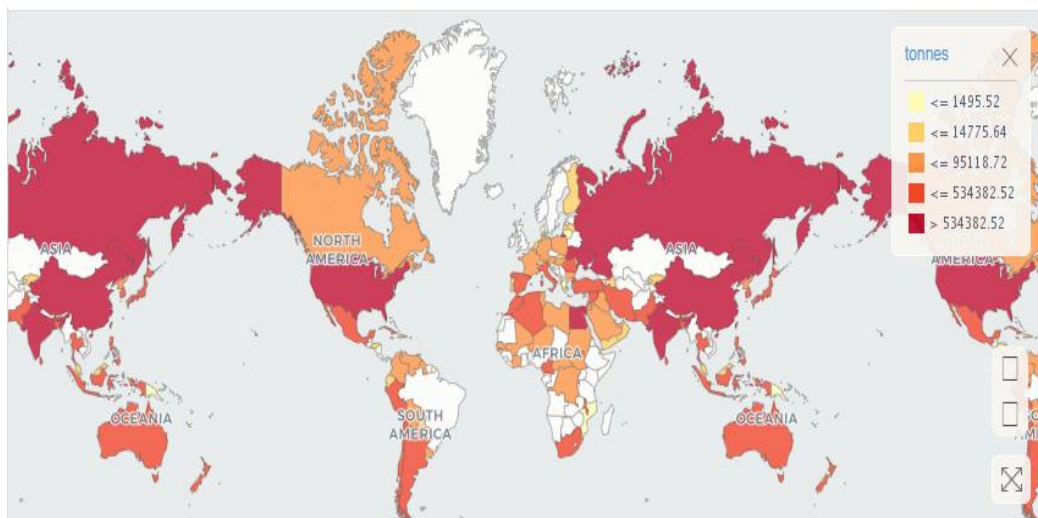 tonnes
<= 1495.52
<= 14775.64
<= 95118.72
<= 534382.52
> 534382.52
ASIA
NORTH
AMERICA
ASIA
AFRICA
OCEANIA
SOUTH
AMERICA
OCEANIA